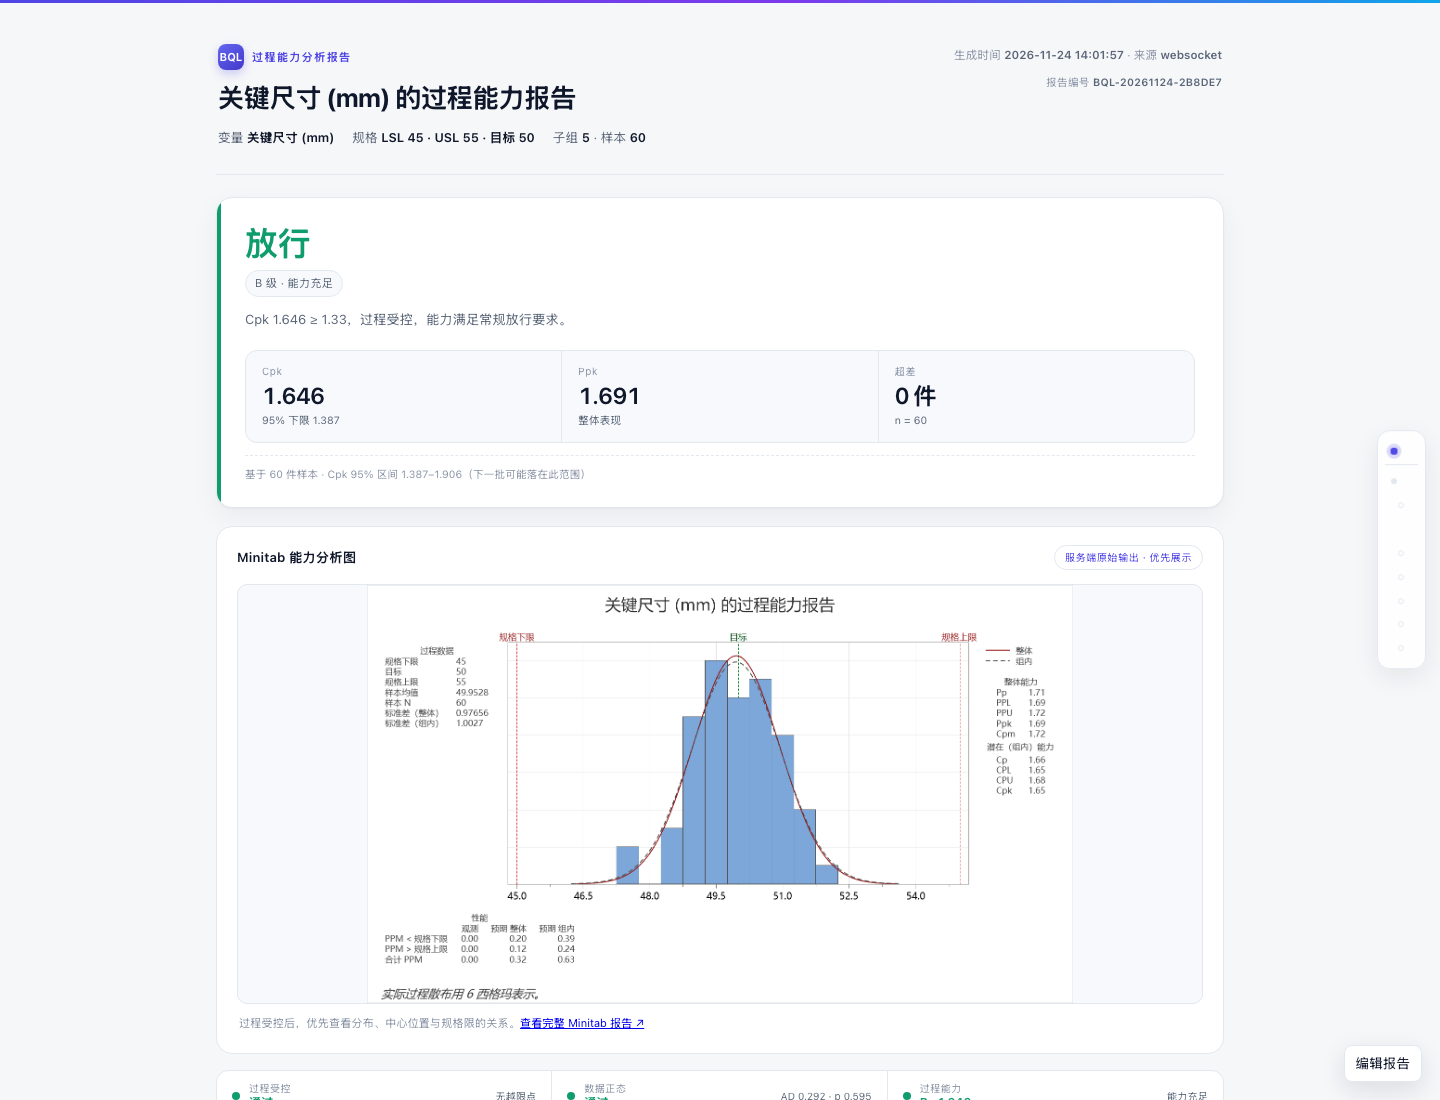 BQL 过程能力分析报告
生成时间 2026-11-24 14:01:57 · 来源 websocket
报告编号 BQL-20261124-2B8DE7
关键尺寸 (mm) 的过程能力报告
变量 关键尺寸 (mm) 规格 LSL 45 · USL 55 · 目标 50 子组 5 · 样本 60
放行
B 级 · 能力充足
Cpk 1.646 ≥ 1.33，过程受控，能力满足常规放行要求。
Cpk
1.646
95% 下限 1.387
Ppk
1.691
整体表现
超差
0 件
n = 60
基于 60 件样本 · Cpk 95% 区间 1.387–1.906（下一批可能落在此范围）
Minitab 能力分析图
服务端原始输出 · 优先展示
关键尺寸 (mm) 的过程能力报告
规格下限 目标 规格上限
过程数据
规格下限 45
目标 50
规格上限 55
样本均值 49.9528
样本 N 60
标准差（整体） 0.97656
标准差（组内） 1.0027
整体
组内
整体能力
Pp 1.71
PPL 1.69
PPU 1.72
Ppk 1.69
Cpm 1.72
潜在（组内）能力
Cp 1.66
CPL 1.65
CPU 1.68
Cpk 1.65
45.0 46.5 48.0 49.5 51.0 52.5 54.0
性能
观测 预期 整体 预期 组内
PPM < 规格下限 0.00 0.20 0.39
PPM > 规格上限 0.00 0.12 0.24
合计 PPM 0.00 0.32 0.63
实际过程散布用 6 西格玛表示。
过程受控后，优先查看分布、中心位置与规格限的关系。查看完整 Minitab 报告 ↗
编辑报告
过程受控
无越限点
数据正态
AD 0.292 · p 0.595
过程能力
能力充足